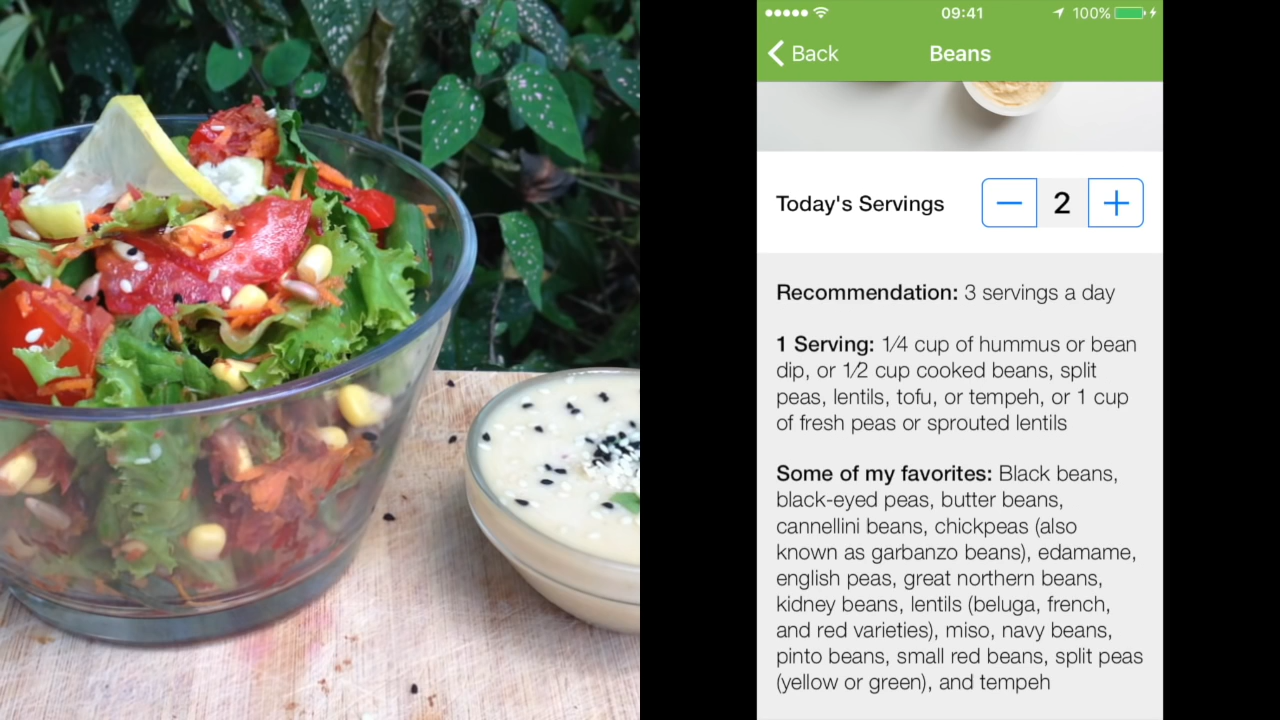 09:41
100%
Back
Beans
Today's Servings
2
Recommendation: 3 servings a day
1 Serving: 1/4 cup of hummus or bean
dip, or 1/2 cup cooked beans, split
peas, lentils, tofu, or tempeh, or 1 cup
of fresh peas or sprouted lentils
Some of my favorites: Black beans,
black-eyed peas, butter beans,
cannellini beans, chickpeas (also
known as garbanzo beans), edamame,
english peas, great northern beans,
kidney beans, lentils (beluga, french,
and red varieties), miso, navy beans,
pinto beans, small red beans, split peas
(yellow or green), and tempeh